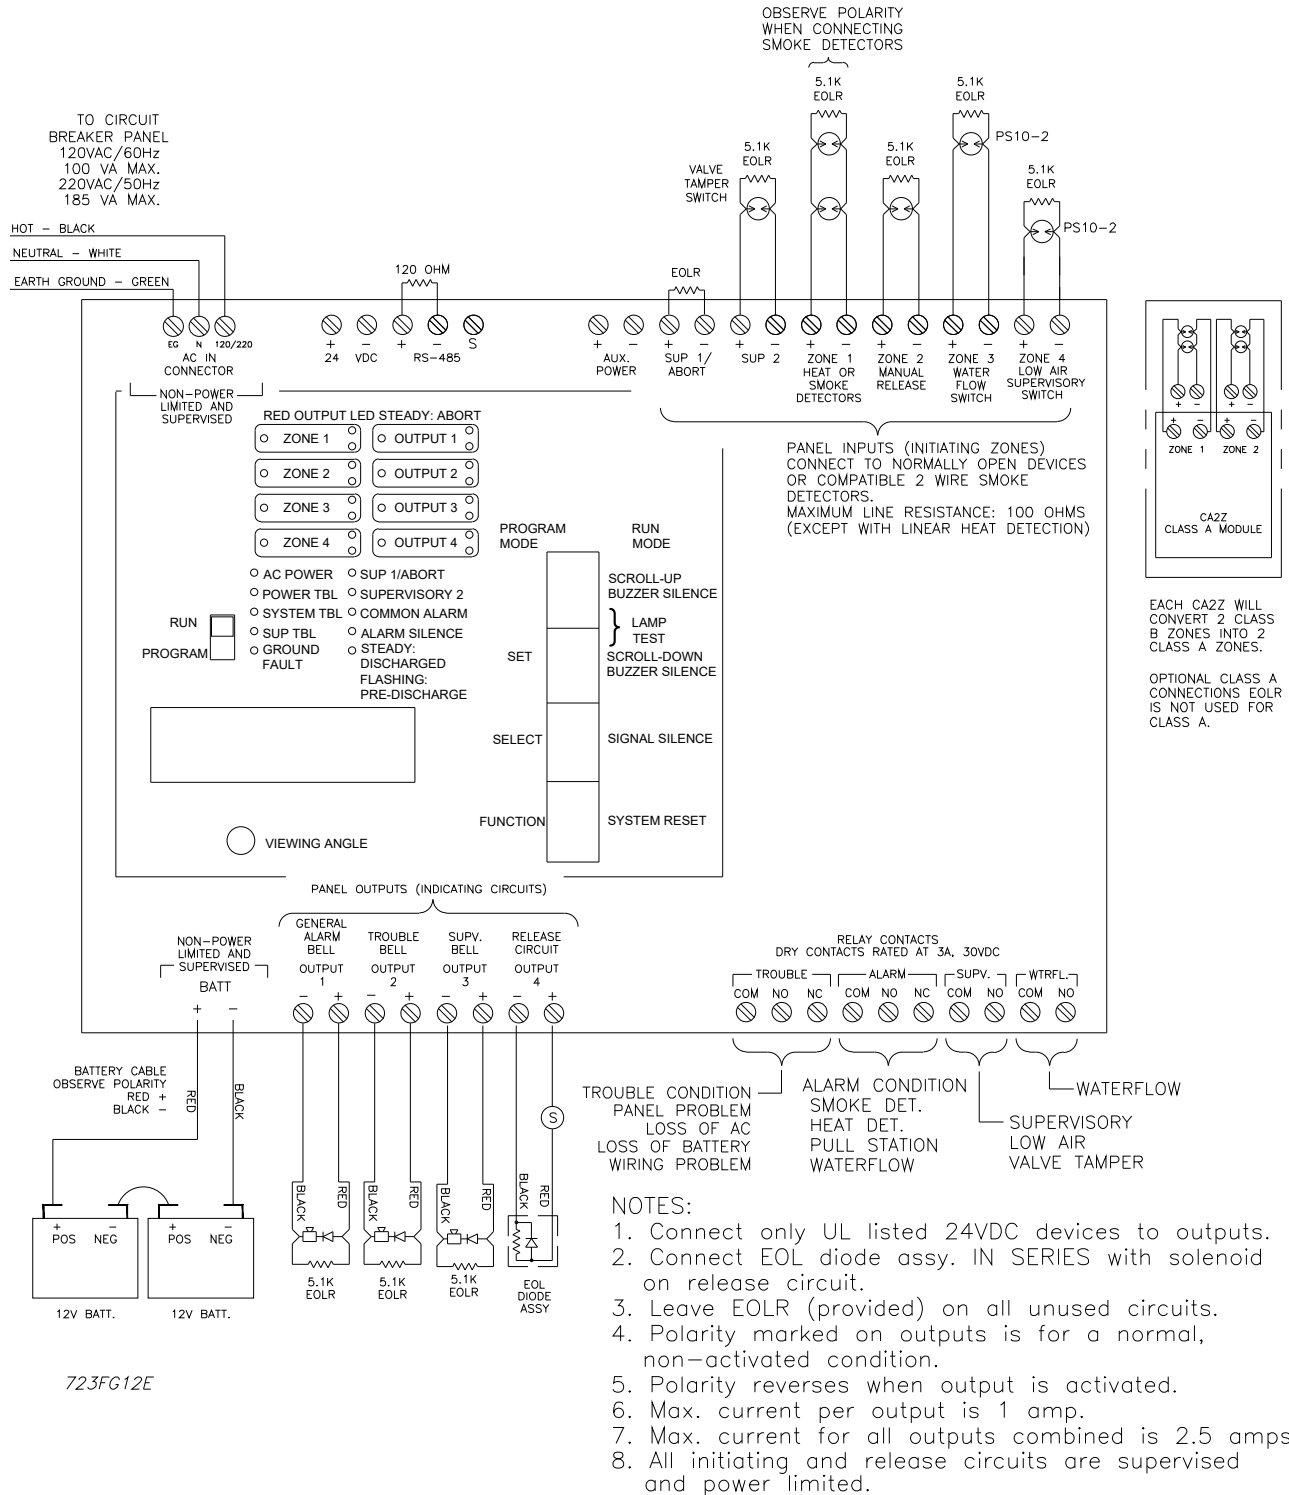 OBSERVE POLARITY
WHEN CONNECTING
SMOKE DETECTORS
5.1K
EOLR
5.1K
EOLR
PS10-2
TO CIRCUIT
BREAKER PANEL
120VAC/60Hz
100 VA MAX.
220VAC/50Hz
185 VA MAX.
5.1K
EOLR
5.1K
EOLR
VALVE
TAMPER
SWITCH
5.1K
EOLR
PS10-2
HOT – BLACK
NEUTRAL – WHITE
EARTH GROUND – GREEN
120 OHM
EOLR
EG N 120/220
AC IN
CONNECTOR
+ –
24 VDC
+ – S
RS-485
+ –
AUX.
POWER
+ –
SUP 1/
ABORT
+ –
SUP 2
+ –
ZONE 1
HEAT OR
SMOKE
DETECTORS
+ –
ZONE 2
MANUAL
RELEASE
+ –
ZONE 3
WATER
FLOW
SWITCH
+ –
ZONE 4
LOW AIR
SUPERVISORY
SWITCH
NON-POWER
LIMITED AND
SUPERVISED
PANEL INPUTS (INITIATING ZONES)
CONNECT TO NORMALLY OPEN DEVICES
OR COMPATIBLE 2 WIRE SMOKE
DETECTORS.
MAXIMUM LINE RESISTANCE: 100 OHMS
(EXCEPT WITH LINEAR HEAT DETECTION)
+ – + –
+ – + –
ZONE 1 ZONE 2
CA2Z
CLASS A MODULE
EACH CA2Z WILL
CONVERT 2 CLASS
B ZONES INTO 2
CLASS A ZONES.
OPTIONAL CLASS A
CONNECTIONS EOLR
IS NOT USED FOR
CLASS A.
RED OUTPUT LED STEADY: ABORT
ZONE 1 OUTPUT 1
ZONE 2 OUTPUT 2
ZONE 3 OUTPUT 3
ZONE 4 OUTPUT 4
AC POWER SUP 1/ABORT
POWER TBL SUPERVISORY 2
SYSTEM TBL COMMON ALARM
SUP TBL ALARM SILENCE
GROUND
FAULT
STEADY:
DISCHARGED
FLASHING:
PRE-DISCHARGE
RUN
PROGRAM
PROGRAM
MODE
RUN
MODE
SCROLL-UP
BUZZER SILENCE
LAMP
TEST
SET
SCROLL-DOWN
BUZZER SILENCE
SELECT
SIGNAL SILENCE
FUNCTION
SYSTEM RESET
VIEWING ANGLE
PANEL OUTPUTS (INDICATING CIRCUITS)
NON-POWER
LIMITED AND
SUPERVISED
BATT
+ –
GENERAL
ALARM
BELL
OUTPUT
1
– +
TROUBLE
BELL
OUTPUT
2
– +
SUPV.
BELL
OUTPUT
3
– +
RELEASE
CIRCUIT
OUTPUT
4
– +
RELAY CONTACTS
DRY CONTACTS RATED AT 3A, 30VDC
TROUBLE ALARM SUPV. WTRFL.
COM NO NC COM NO NC COM NO COM NO
BATTERY CABLE
OBSERVE POLARITY
RED +
BLACK –
RED
BLACK
S
TROUBLE CONDITION
PANEL PROBLEM
LOSS OF AC
LOSS OF BATTERY
WIRING PROBLEM
ALARM CONDITION
SMOKE DET.
HEAT DET.
PULL STATION
WATERFLOW
WATERFLOW
SUPERVISORY
LOW AIR
VALVE TAMPER
BLACK RED BLACK RED BLACK RED BLACK RED
+ – + –
POS NEG POS NEG
12V BATT. 12V BATT.
5.1K
EOLR
5.1K
EOLR
5.1K
EOLR
EOL
DIODE
ASSY
723FG12E
NOTES:
1. Connect only UL listed 24VDC devices to outputs.
2. Connect EOL diode assy. IN SERIES with solenoid
on release circuit.
3. Leave EOLR (provided) on all unused circuits.
4. Polarity marked on outputs is for a normal,
non-activated condition.
5. Polarity reverses when output is activated.
6. Max. current per output is 1 amp.
7. Max. current for all outputs combined is 2.5 amps
8. All initiating and release circuits are supervised
and power limited.